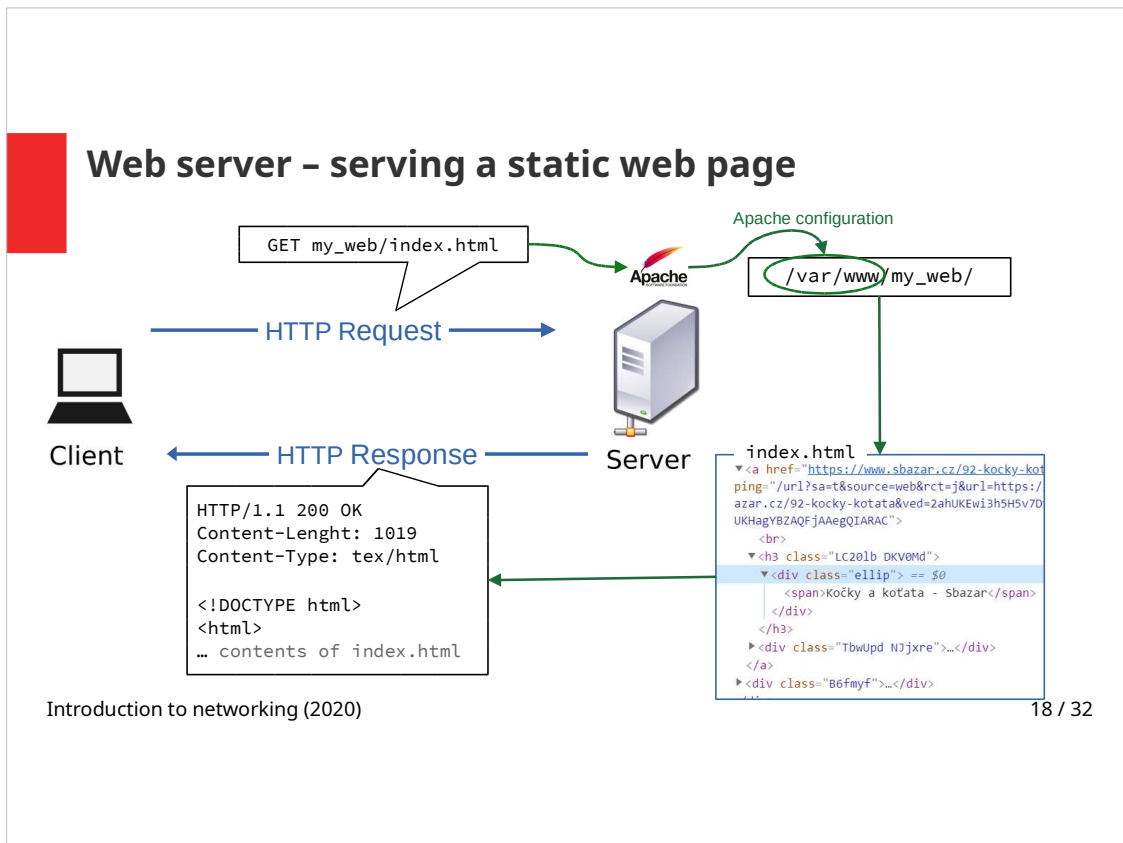 Web server – serving a static web page
Apache configuration
GET my_web/index.html
Apache
SOFTWARE FOUNDATION
/var/www/my_web/
HTTP Request
Client
HTTP Response
Server
index.html
HTTP/1.1 200 OK
Content-Lenght: 1019
Content-Type: tex/html
<!DOCTYPE html>
<html>
… contents of index.html
▼<a href="https://www.sbazar.cz/92-kocky-kot
ping="/url?sa=t&source=web&rct=j&url=https:/
azar.cz/92-kocky-kotata&ved=2ahUKEwi3h5H5v7D
UKHagYBZAQFjAAegQIARAC">
<br>
▼<h3 class="LC20lb DKV0Md">
▼<div class="ellip"> == $0
<span>Kočky a koťata - Sbazar</span>
</div>
</h3>
▶<div class="TbwUpd NJjxre">…</div>
</a>
▶<div class="B6fmyf">…</div>
Introduction to networking (2020)
18 / 32